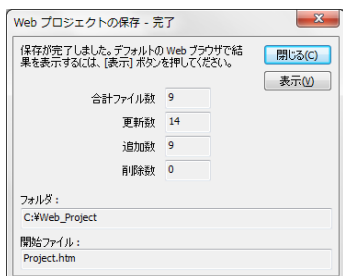 Web プロジェクトの保存 - 完了
保存が完了しました。デフォルトの Web ブラウザで結
果を表示するには、[表示] ボタンを押してください。
閉じる(C)
表示(V)
合計ファイル数 9
更新数 14
追加数 9
削除数 0
フォルダ :
C:¥Web_Project
開始ファイル :
Project.htm